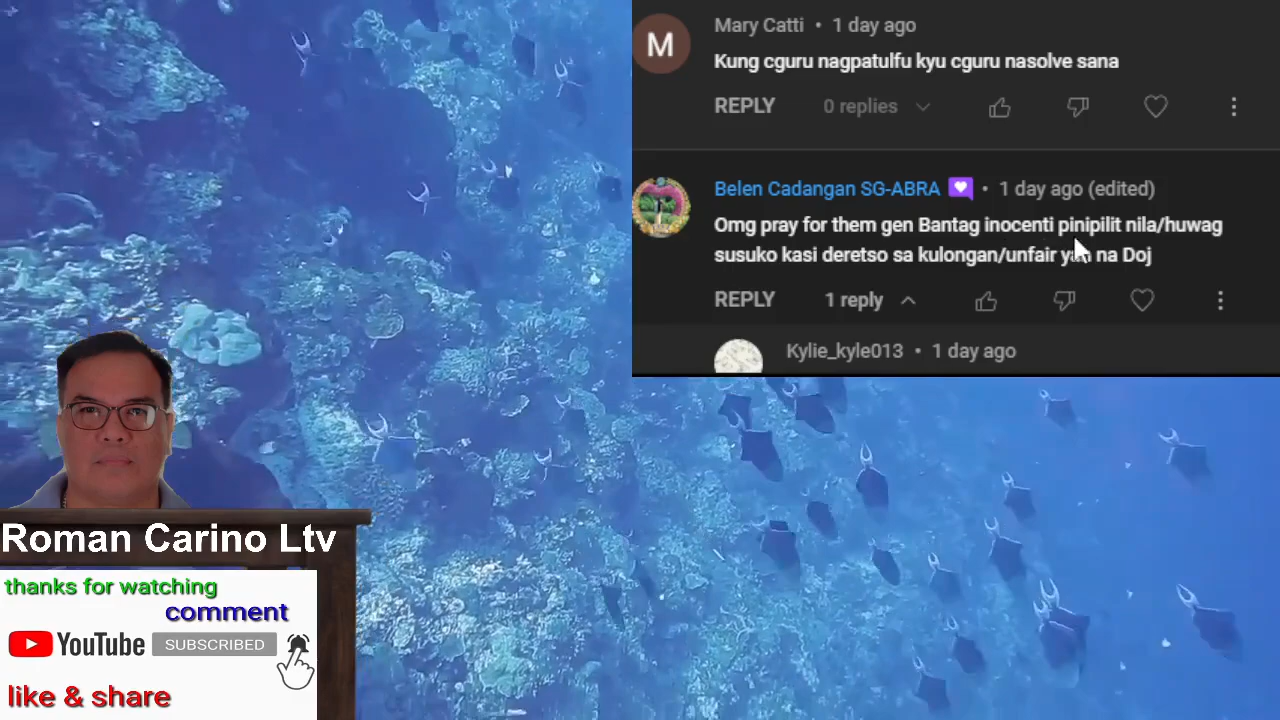 Mary Catti • 1 day ago
Kung cguru nagpatulfu kyu cguru nasolve sana
REPLY 0 replies
Belen Cadangan SG-ABRA • 1 day ago (edited)
Omg pray for them gen Bantag inocenti pinipilit nila/huwag
susuko kasi deretso sa kulongan/unfair yan na Doj
REPLY 1 reply
Kylie_kyle013 • 1 day ago
M
Roman Carino Ltv
thanks for watching
comment
YouTube SUBSCRIBED
like & share